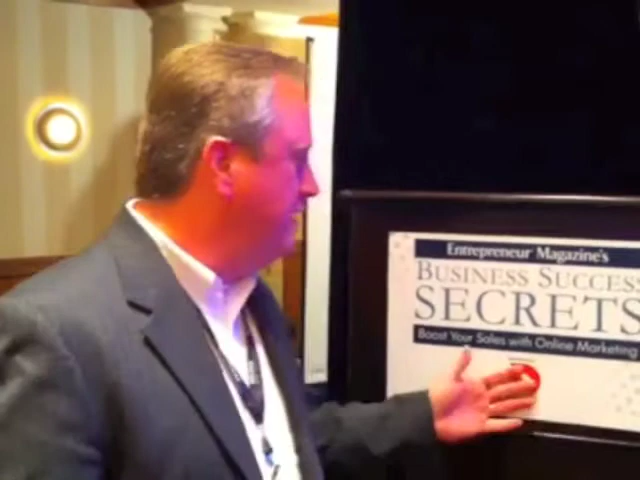 Entrepreneur Magazine's
BUSINESS SUCCESS
SECRETS
Boost Your Sales with Online Marketing